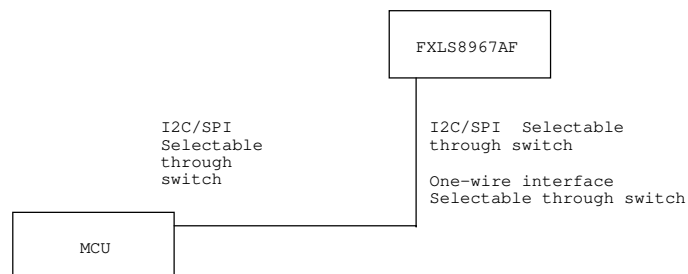 FXLS8967AF
I2C/SPI
Selectable
through
switch
I2C/SPI Selectable
through switch
One-wire interface
Selectable through switch
MCU